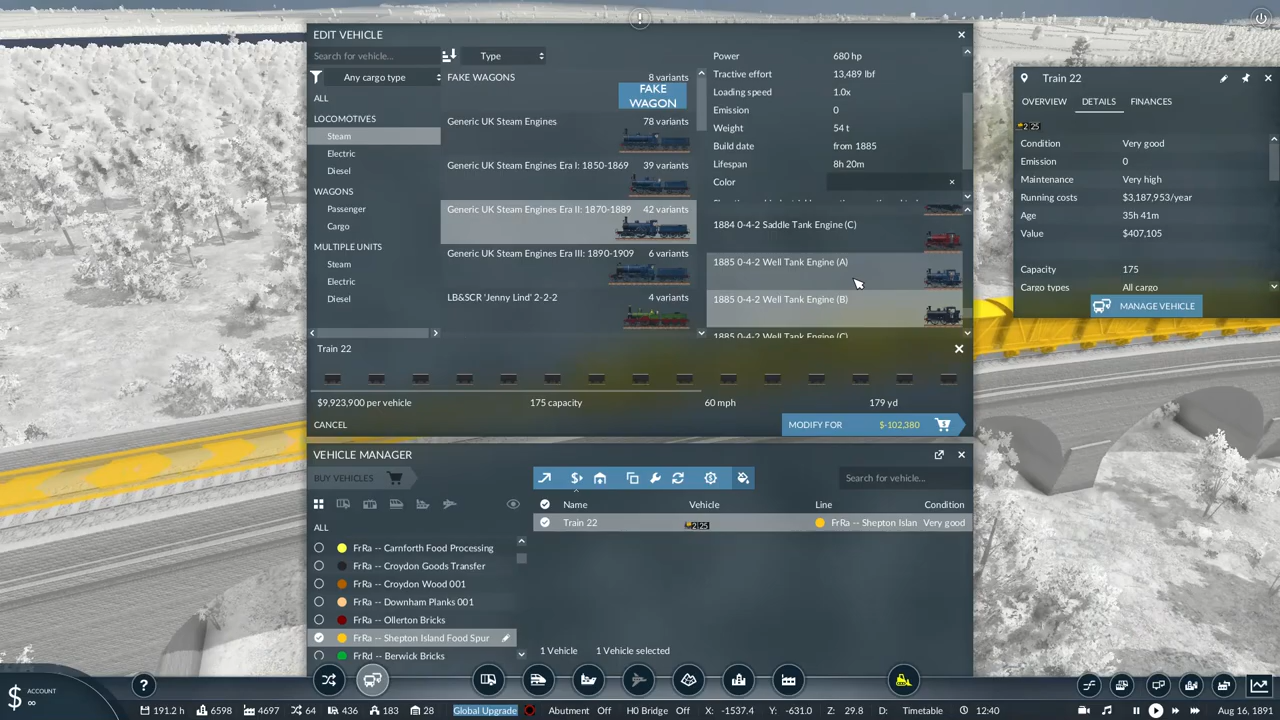 EDIT VEHICLE
Search for vehicle...
Type
Any cargo type
ALL
LOCOMOTIVES
Steam
Electric
Diesel
WAGONS
Passenger
Cargo
MULTIPLE UNITS
Steam
Electric
Diesel
FAKE WAGONS 8 variants
FAKE WAGON
Generic UK Steam Engines 78 variants
Generic UK Steam Engines Era I: 1850-1869 39 variants
Generic UK Steam Engines Era II: 1870-1889 42 variants
Generic UK Steam Engines Era III: 1890-1909 6 variants
LB&SCR 'Jenny Lind' 2-2-2 4 variants
Power 680 hp
Tractive effort 13,489 lbf
Loading speed 1.0x
Emission 0
Weight 54 t
Build date from 1885
Lifespan 8h 20m
Color
1884 0-4-2 Saddle Tank Engine (C)
1885 0-4-2 Well Tank Engine (A)
1885 0-4-2 Well Tank Engine (B)
1885 0-4-2 Well Tank Engine (C)
Train 22
$9,923,900 per vehicle 175 capacity 60 mph 179 yd
CANCEL
MODIFY FOR $-102,380
VEHICLE MANAGER
BUY VEHICLES
Search for vehicle...
ALL
FrRa -- Carnforth Food Processing
FrRa -- Croydon Goods Transfer
FrRa -- Croydon Wood 001
FrRa -- Downham Planks 001
FrRa -- Ollerton Bricks
FrRa -- Shepton Island Food Spur
FrRd -- Berwick Bricks
Name Vehicle Line Condition
Train 22 2 25 FrRa -- Shepton Islan Very good
1 Vehicle 1 Vehicle selected
Train 22
OVERVIEW DETAILS FINANCES
2 25
Condition Very good
Emission 0
Maintenance Very high
Running costs $3,187,953/year
Age 35h 41m
Value $407,105
Capacity 175
Cargo types All cargo
MANAGE VEHICLE
$ ACCOUNT ∞
?
191.2 h 6598 4697 64 436 183 28 Global Upgrade Abutment Off H0 Bridge Off X: -1537.4 Y: -631.0 Z: 29.8 D: Timetable 12:40 Aug 16, 1891